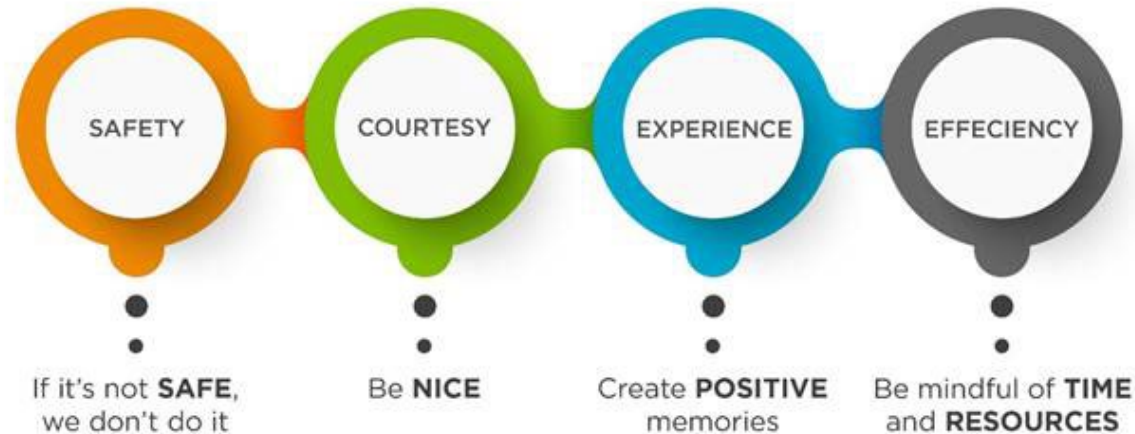 SAFETY
COURTESY
EXPERIENCE
EFFECIENCY
If it's not SAFE,
we don't do it
Be NICE
Create POSITIVE
memories
Be mindful of TIME
and RESOURCES